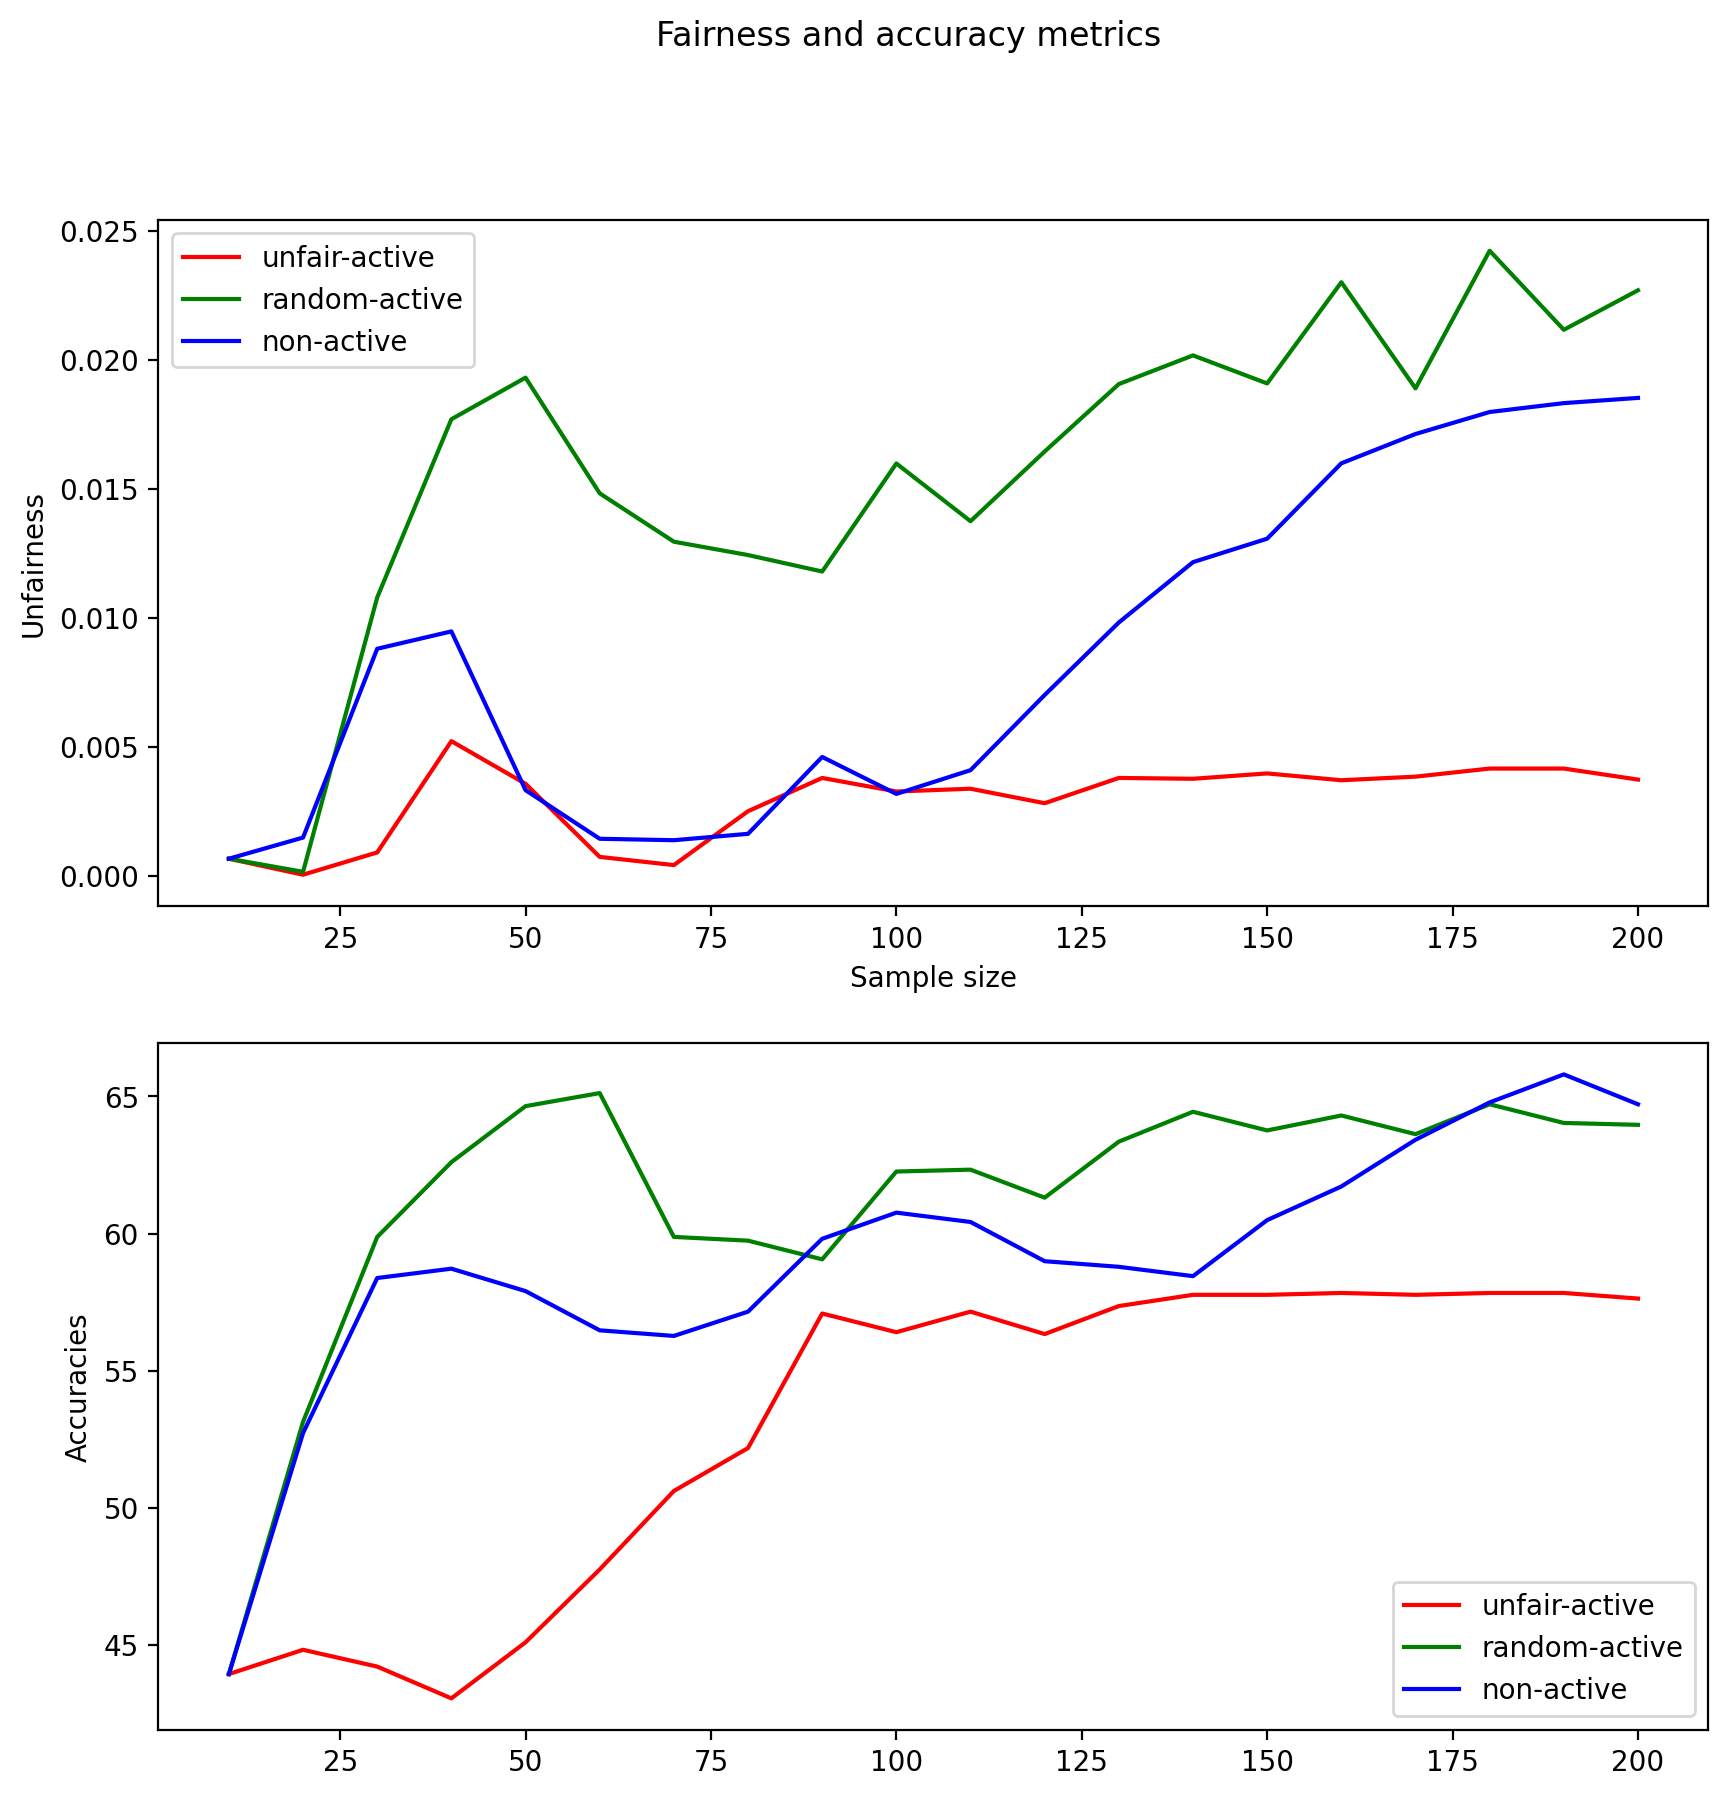 Fairness and accuracy metrics
0.025
0.020
0.015
0.010
0.005
0.000
Unfairness
unfair-active
random-active
non-active
25 50 75 100 125 150 175 200
Sample size
65
60
55
50
45
Accuracies
unfair-active
random-active
non-active
25 50 75 100 125 150 175 200